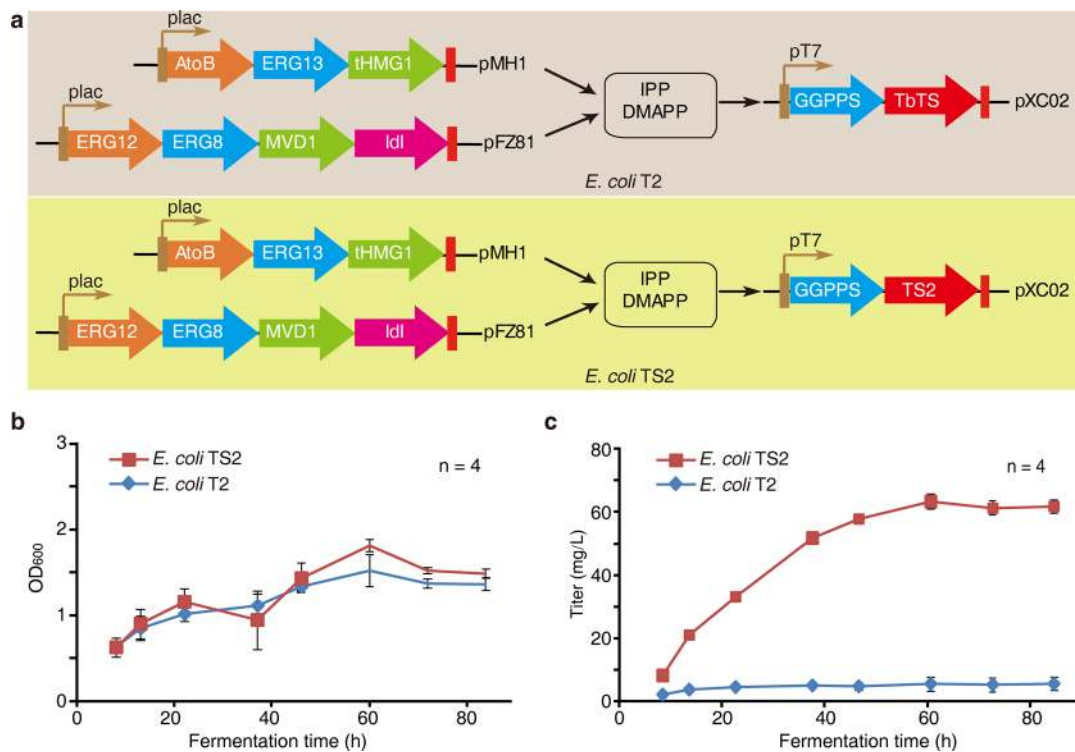 a
plac
AtoB ERG13 tHMG1 pMH1
plac
ERG12 ERG8 MVD1 IdI pFZ81
IPP
DMAPP
pT7
GGPPS TbTS pXC02
E. coli T2
plac
AtoB ERG13 tHMG1 pMH1
plac
ERG12 ERG8 MVD1 IdI pFZ81
IPP
DMAPP
pT7
GGPPS TS2 pXC02
E. coli TS2
b
3
2
1
0
OD600
E. coli TS2
E. coli T2
n = 4
0 20 40 60 80
Fermentation time (h)
c
80
60
40
20
0
Titer (mg/L)
E. coli TS2
E. coli T2
n = 4
0 20 40 60 80
Fermentation time (h)